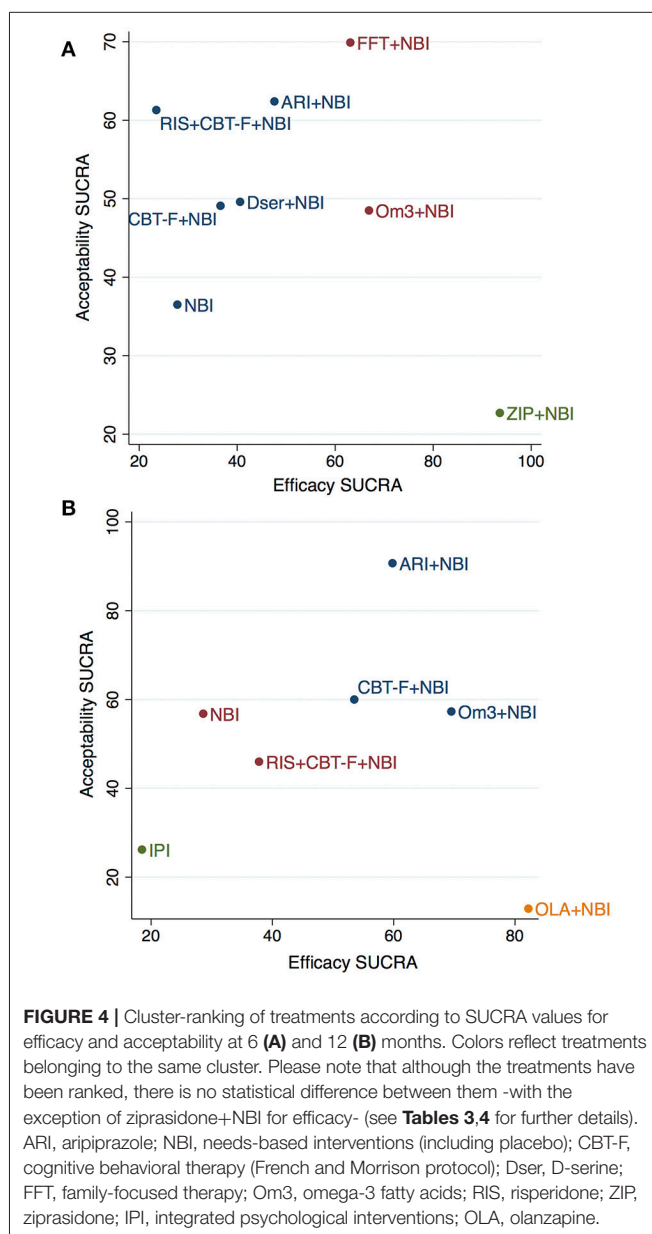 A
70
60
50
40
30
20
Acceptability SUCRA
FFT+NBI
ARI+NBI
RIS+CBT-F+NBI
Dser+NBI
CBT-F+NBI
Om3+NBI
NBI
ZIP+NBI
20 40 60 80 100
Efficacy SUCRA
B
100
80
60
40
20
Acceptability SUCRA
ARI+NBI
CBT-F+NBI
Om3+NBI
NBI
RIS+CBT-F+NBI
IPI
OLA+NBI
20 40 60 80
Efficacy SUCRA
FIGURE 4 | Cluster-ranking of treatments according to SUCRA values for
efficacy and acceptability at 6 (A) and 12 (B) months. Colors reflect treatments
belonging to the same cluster. Please note that although the treatments have
been ranked, there is no statistical difference between them -with the
exception of ziprasidone+NBI for efficacy- (see Tables 3,4 for further details).
ARI, aripiprazole; NBI, needs-based interventions (including placebo); CBT-F,
cognitive behavioral therapy (French and Morrison protocol); Dser, D-serine;
FFT, family-focused therapy; Om3, omega-3 fatty acids; RIS, risperidone; ZIP,
ziprasidone; IPI, integrated psychological interventions; OLA, olanzapine.